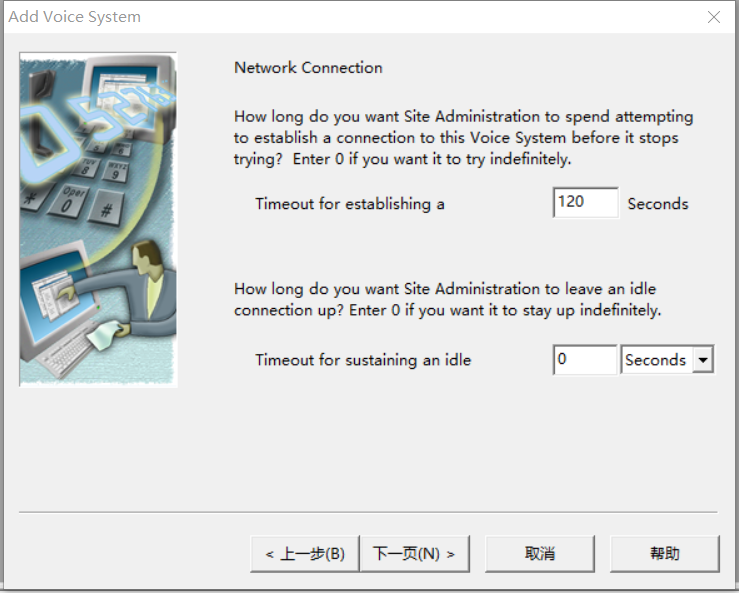 Add Voice System
Network Connection
How long do you want Site Administration to spend attempting
to establish a connection to this Voice System before it stops
trying? Enter 0 if you want it to try indefinitely.
Timeout for establishing a
120
Seconds
How long do you want Site Administration to leave an idle
connection up? Enter 0 if you want it to stay up indefinitely.
Timeout for sustaining an idle
0
Seconds
< 上一步(B)
下一页(N) >
取消
帮助
Oper
0
#
*
8
9